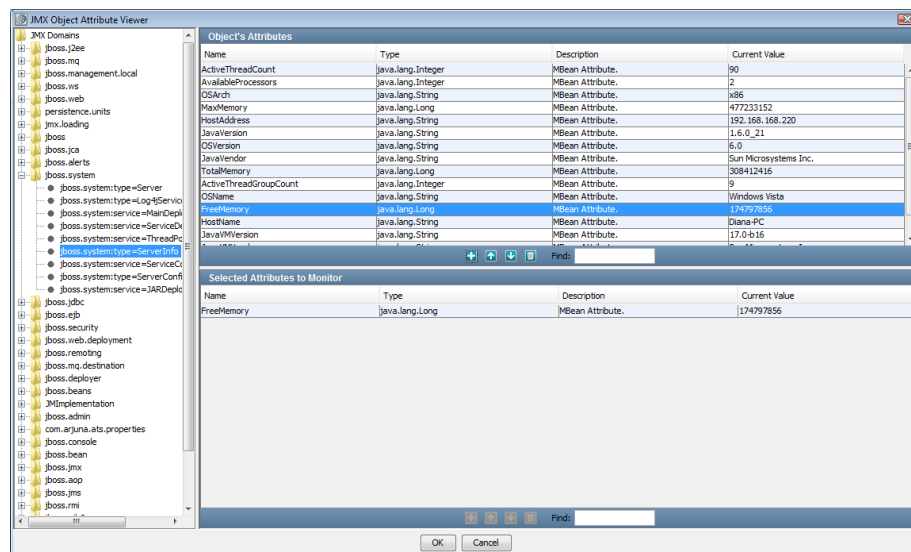 JMX Object Attribute Viewer
JMX Domains
jboss.j2ee
jboss.mq
jboss.management.local
jboss.ws
jboss.web
persistence.units
jmx.loading
jboss
jboss.jca
jboss.alerts
jboss.system
jboss.system:type=Server
jboss.system:type=Log4jService
jboss.system:service=MainDepl
jboss.system:service=ServiceDe
jboss.system:service=ThreadPo
jboss.system:type=ServerInfo
jboss.system:service=ServiceCo
jboss.system:type=ServerConfi
jboss.system:service=JARDeplo
jboss.jdbc
jboss.ejb
jboss.security
jboss.web.deployment
jboss.remoting
jboss.mq.destination
jboss.deployer
jboss.beans
JMImplementation
jboss.admin
com.arjuna.ats.properties
jboss.console
jboss.bean
jboss.jmx
jboss.aop
jboss.jms
jboss.rmi
Object's Attributes
Name Type Description Current Value
ActiveThreadCount java.lang.Integer MBean Attribute. 90
AvailableProcessors java.lang.Integer MBean Attribute. 2
OSArch java.lang.String MBean Attribute. x86
MaxMemory java.lang.Long MBean Attribute. 477233152
HostAddress java.lang.String MBean Attribute. 192.168.168.220
JavaVersion java.lang.String MBean Attribute. 1.6.0_21
OSVersion java.lang.String MBean Attribute. 6.0
JavaVendor java.lang.String MBean Attribute. Sun Microsystems Inc.
TotalMemory java.lang.Long MBean Attribute. 308412416
ActiveThreadGroupCount java.lang.Integer MBean Attribute. 9
OSName java.lang.String MBean Attribute. Windows Vista
FreeMemory java.lang.Long MBean Attribute. 174797856
HostName java.lang.String MBean Attribute. Diana-PC
JavaVMVersion java.lang.String MBean Attribute. 17.0-b16
Find:
Selected Attributes to Monitor
Name Type Description Current Value
FreeMemory java.lang.Long MBean Attribute. 174797856
Find:
OK Cancel